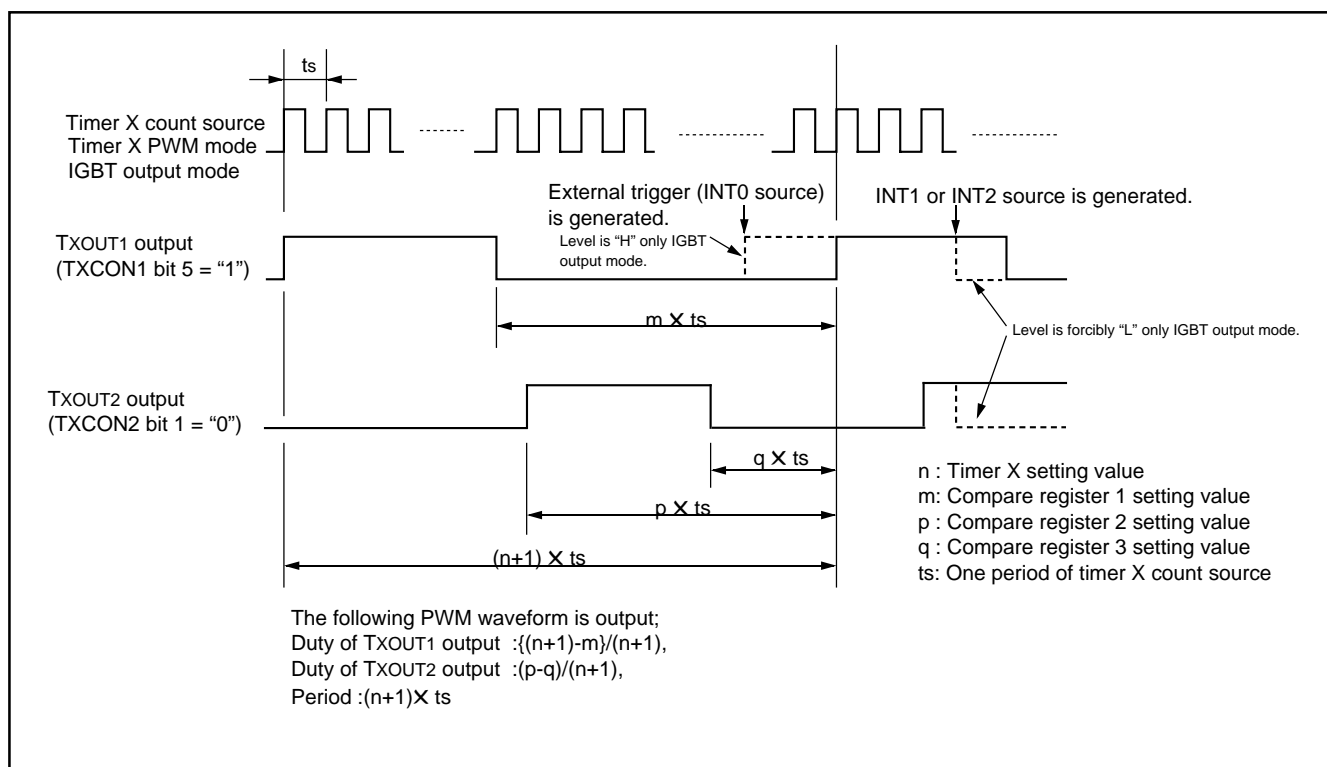 ts
Timer X count source
Timer X PWM mode
IGBT output mode
External trigger (INT0 source)
is generated.
Level is “H” only IGBT
output mode.
INT1 or INT2 source is generated.
TXOUT1 output
(TXCON1 bit 5 = “1”)
m X ts
Level is forcibly “L” only IGBT output mode.
TXOUT2 output
(TXCON2 bit 1 = “0”)
q X ts
p X ts
(n+1) X ts
n : Timer X setting value
m: Compare register 1 setting value
p : Compare register 2 setting value
q : Compare register 3 setting value
ts: One period of timer X count source
The following PWM waveform is output;
Duty of TXOUT1 output :{(n+1)-m}/(n+1),
Duty of TXOUT2 output :(p-q)/(n+1),
Period :(n+1)X ts